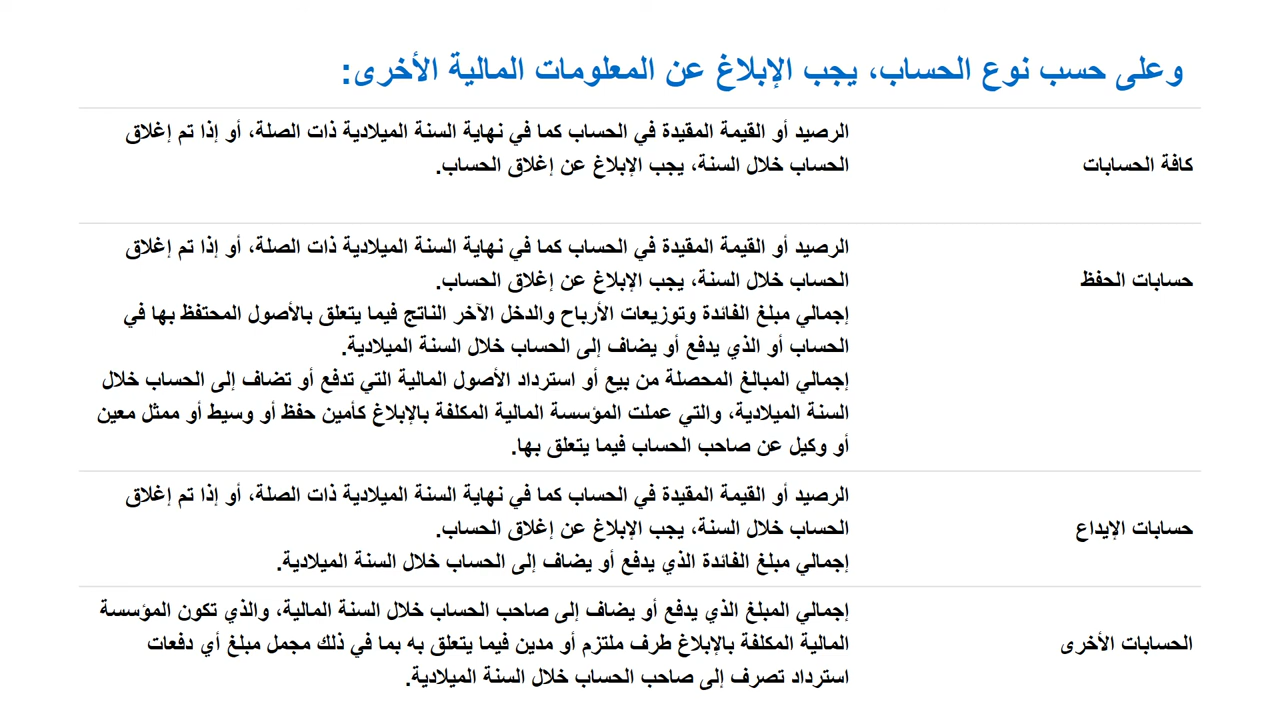 وعلى حسب نوع الحساب، يجب الإبلاغ عن المعلومات المالية الأخرى:
كافة الحسابات
الرصيد أو القيمة المقيدة في الحساب كما في نهاية السنة الميلادية ذات الصلة، أو إذا تم إغلاق
الحساب خلال السنة، يجب الإبلاغ عن إغلاق الحساب.
حسابات الحفظ
الرصيد أو القيمة المقيدة في الحساب كما في نهاية السنة الميلادية ذات الصلة، أو إذا تم إغلاق
الحساب خلال السنة، يجب الإبلاغ عن إغلاق الحساب.
إجمالي مبلغ الفائدة وتوزيعات الأرباح والدخل الآخر الناتج فيما يتعلق بالأصول المحتفظ بها في
الحساب أو الذي يدفع أو يضاف إلى الحساب خلال السنة الميلادية.
إجمالي المبالغ المحصلة من بيع أو استرداد الأصول المالية التي تدفع أو تضاف إلى الحساب خلال
السنة الميلادية، والتي عملت المؤسسة المالية المكلفة بالإبلاغ كأمين حفظ أو وسيط أو ممثل معين
أو وكيل عن صاحب الحساب فيما يتعلق بها.
حسابات الإيداع
الرصيد أو القيمة المقيدة في الحساب كما في نهاية السنة الميلادية ذات الصلة، أو إذا تم إغلاق
الحساب خلال السنة، يجب الإبلاغ عن إغلاق الحساب.
إجمالي مبلغ الفائدة الذي يدفع أو يضاف إلى الحساب خلال السنة الميلادية.
الحسابات الأخرى
إجمالي المبلغ الذي يدفع أو يضاف إلى صاحب الحساب خلال السنة المالية، والذي تكون المؤسسة
المالية المكلفة بالإبلاغ طرف ملتزم أو مدين فيما يتعلق به بما في ذلك مجمل مبلغ أي دفعات
استرداد تصرف إلى صاحب الحساب خلال السنة الميلادية.